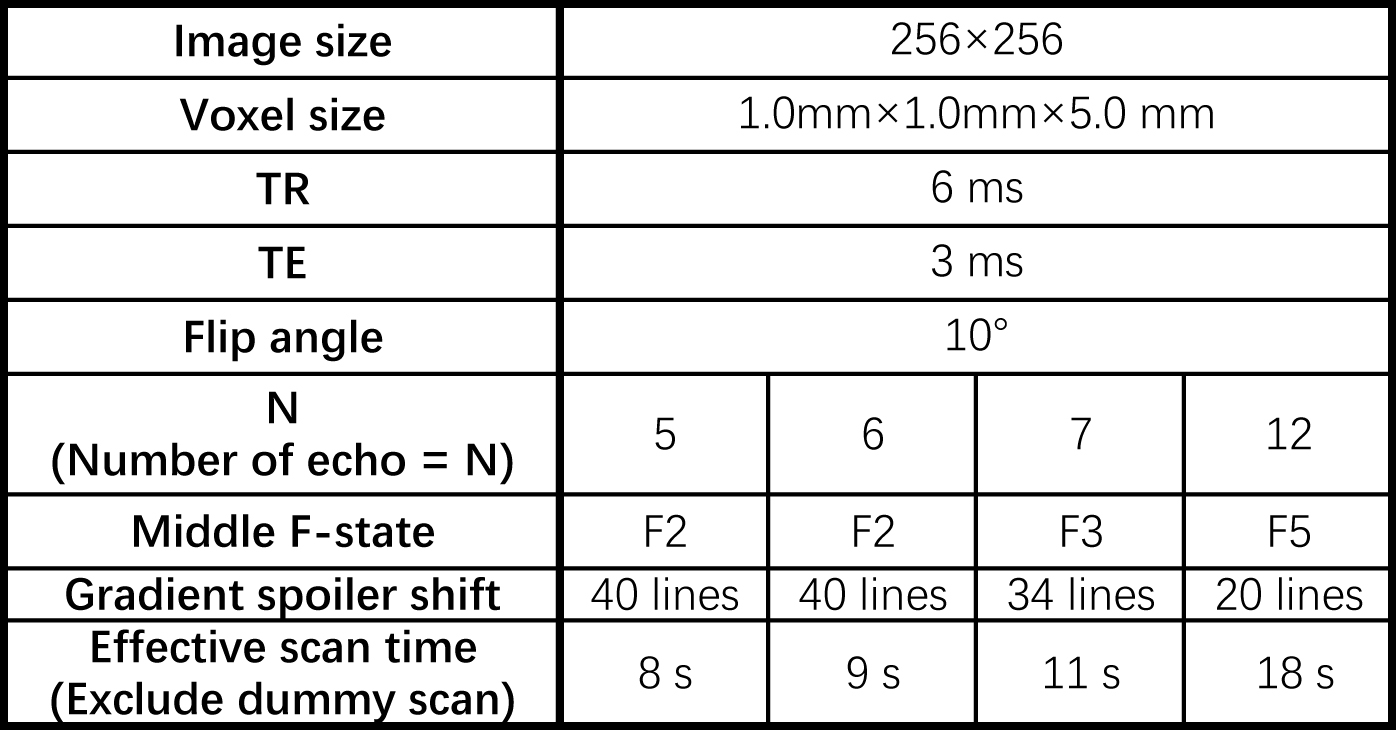 Image size 256×256
Voxel size 1.0mm×1.0mm×5.0 mm
TR 6 ms
TE 3 ms
Flip angle 10°
N
(Number of echo = N) 5 6 7 12
Middle F-state F2 F2 F3 F5
Gradient spoiler shift 40 lines 40 lines 34 lines 20 lines
Effective scan time
(Exclude dummy scan) 8 s 9 s 11 s 18 s